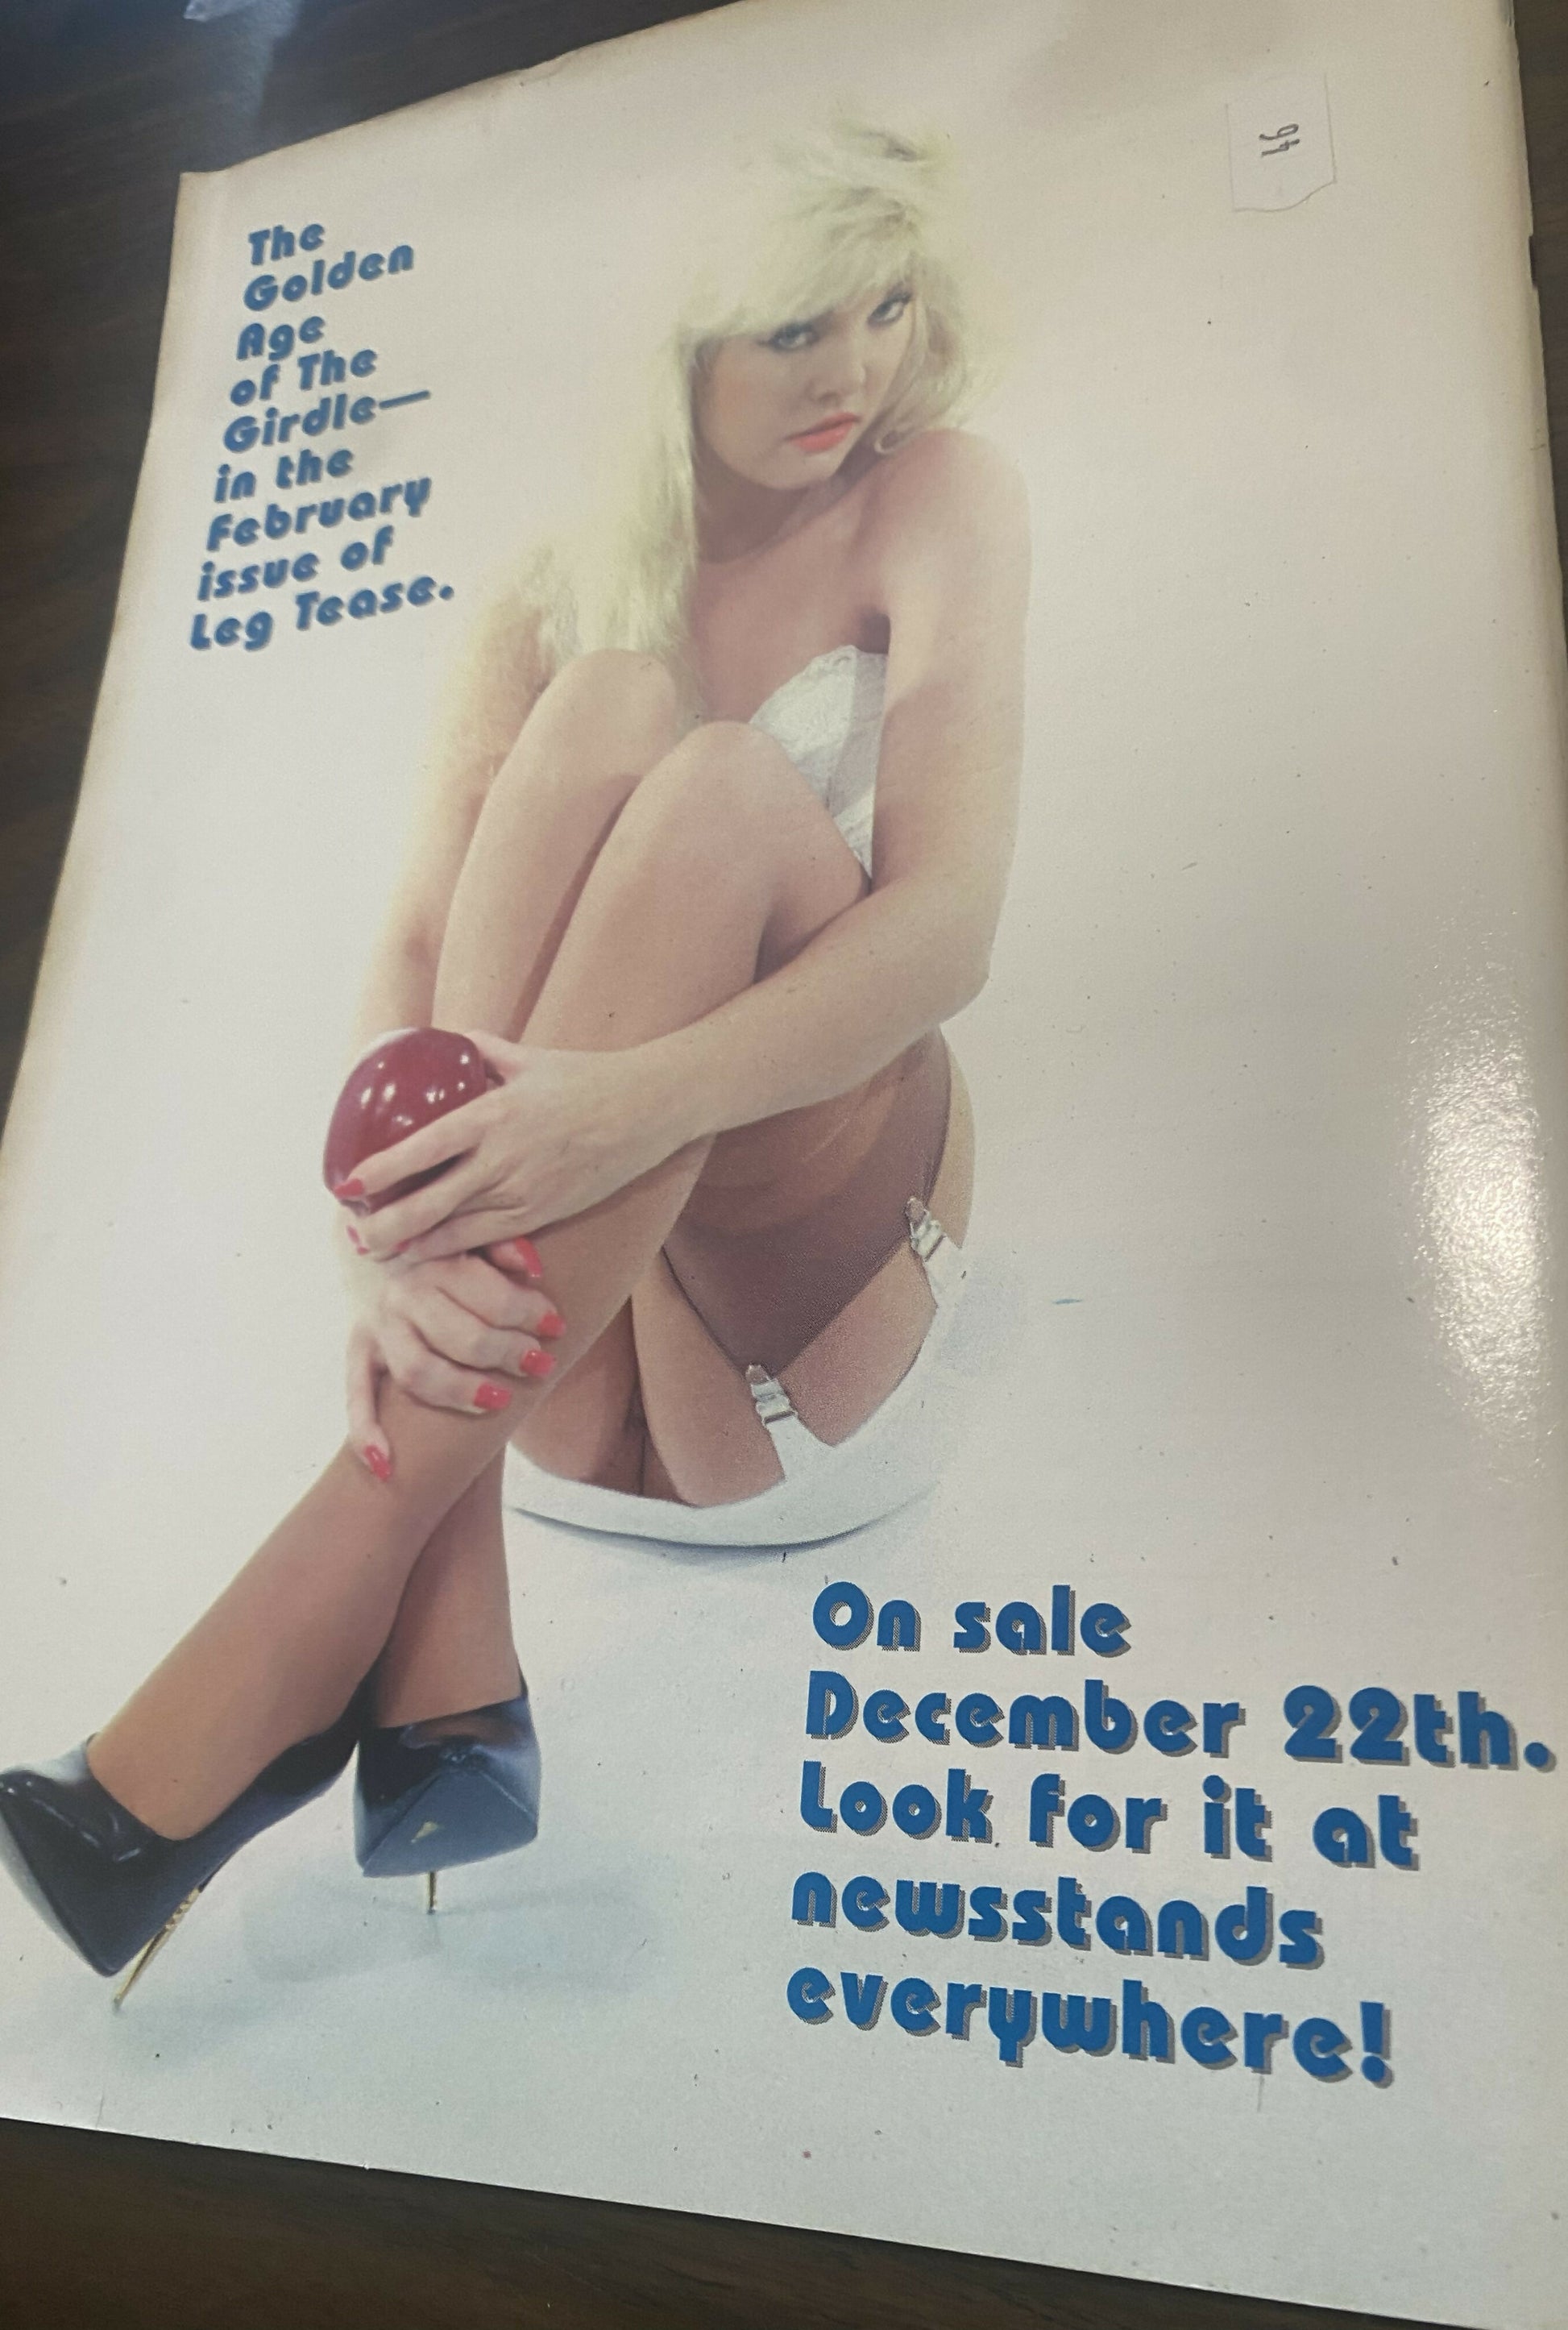 The
Golden
Age
of The
Girdle—
in the
February
issue of
Leg Tease.
94
On sale
December 22th.
Look for it at
newsstands
everywhere!